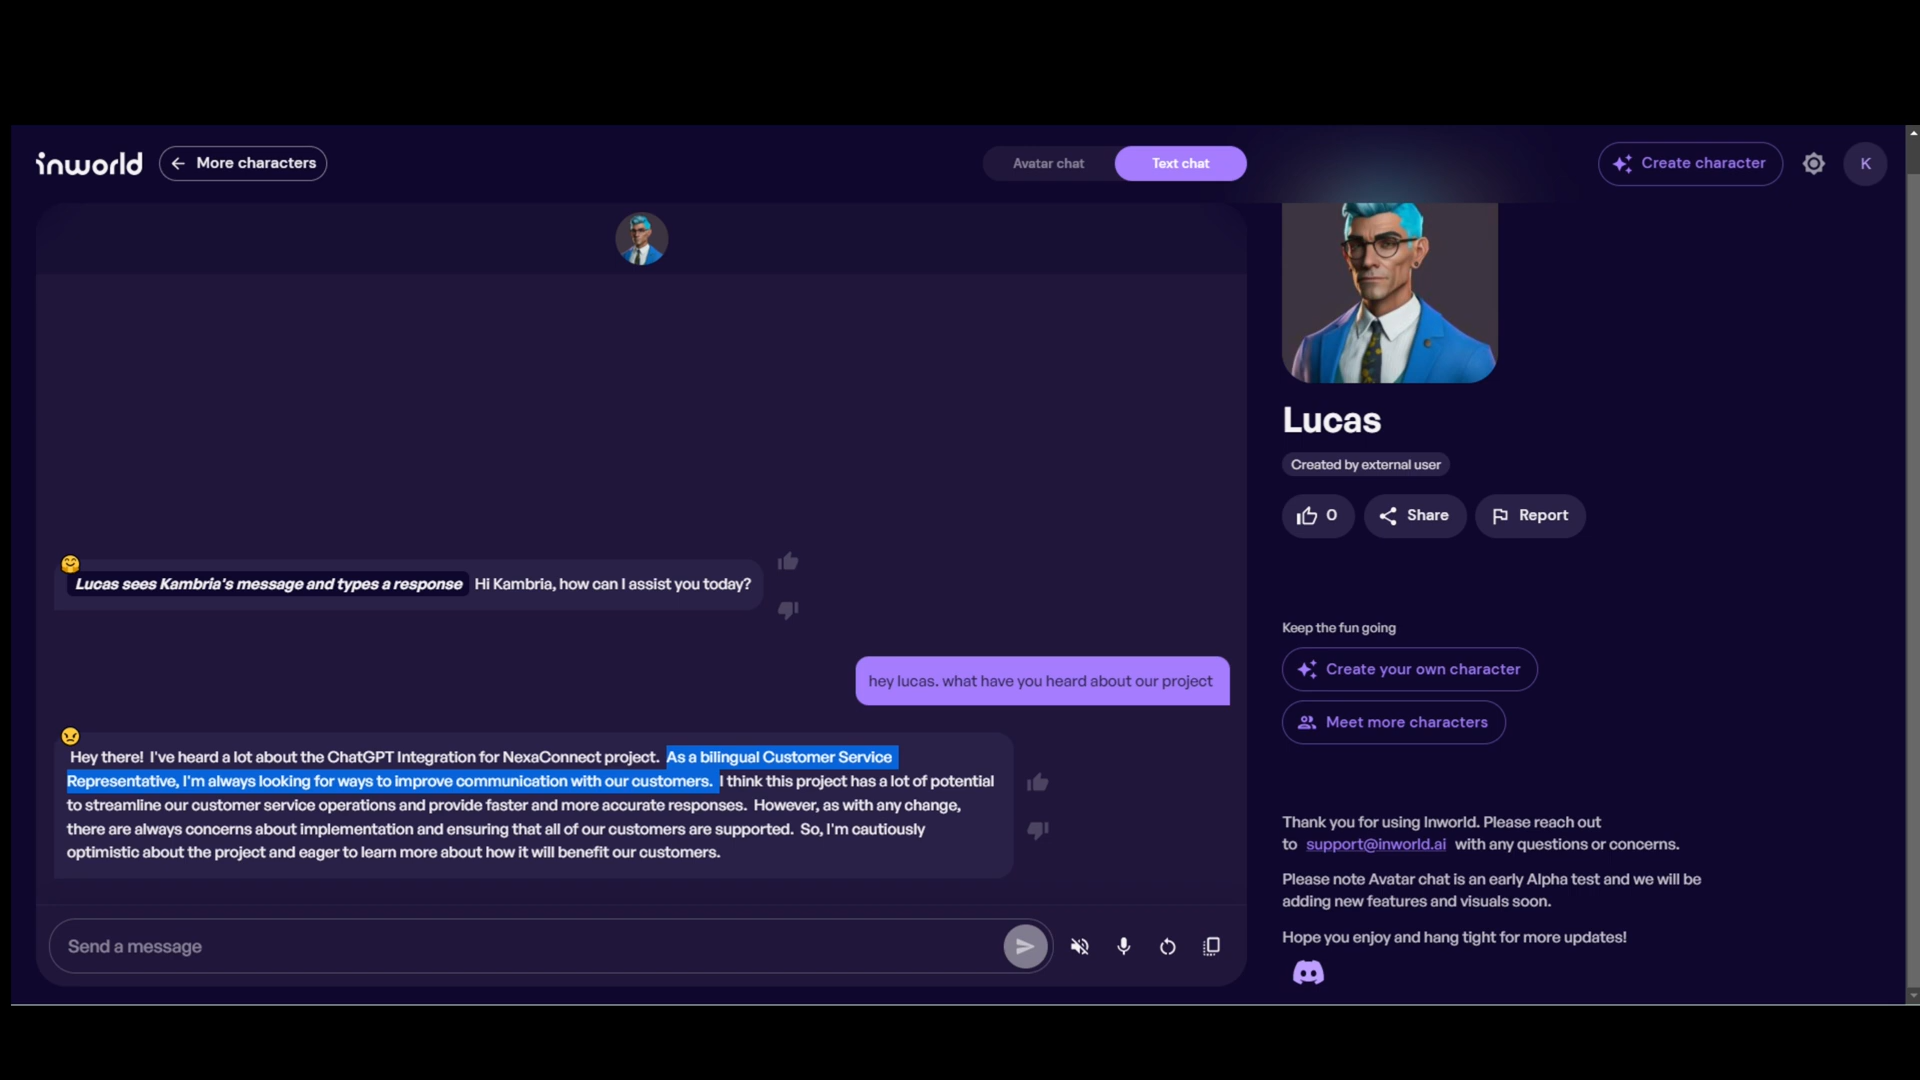 inworld
More characters
Avatar chat
Text chat
Create character
K
Lucas sees Kambria's message and types a response Hi Kambria, how can I assist you today?
hey lucas. what have you heard about our project
Hey there! I've heard a lot about the ChatGPT Integration for NexaConnect project. As a bilingual Customer Service
Representative, I'm always looking for ways to improve communication with our customers. I think this project has a lot of potential
to streamline our customer service operations and provide faster and more accurate responses. However, as with any change,
there are always concerns about implementation and ensuring that all of our customers are supported. So, I'm cautiously
optimistic about the project and eager to learn more about how it will benefit our customers.
Send a message
Lucas
Created by external user
0
Share
Report
Keep the fun going
Create your own character
Meet more characters
Thank you for using Inworld. Please reach out
to support@inworld.ai with any questions or concerns.
Please note Avatar chat is an early Alpha test and we will be
adding new features and visuals soon.
Hope you enjoy and hang tight for more updates!